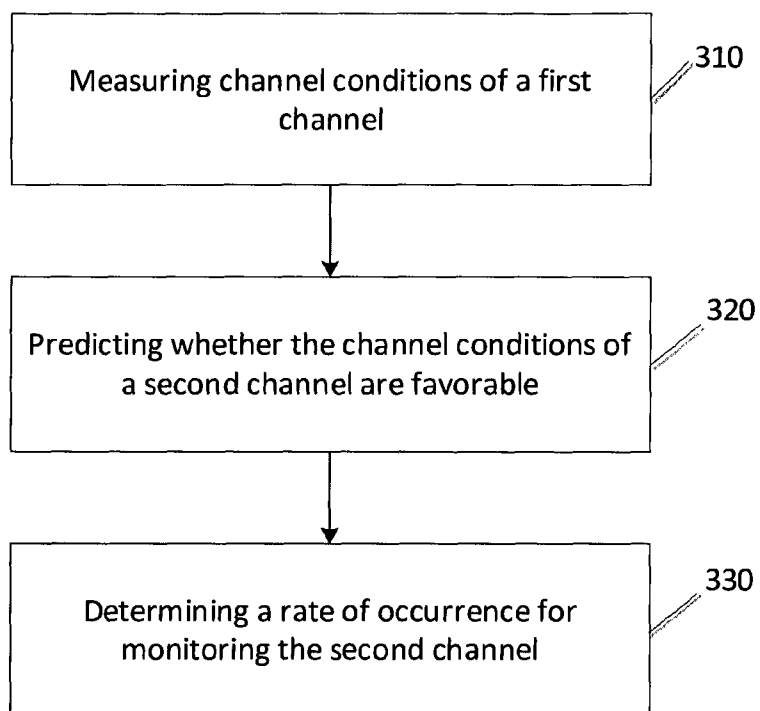 Measuring channel conditions of a first
channel
310
Predicting whether the channel conditions of
a second channel are favorable
320
Determining a rate of occurrence for
monitoring the second channel
330